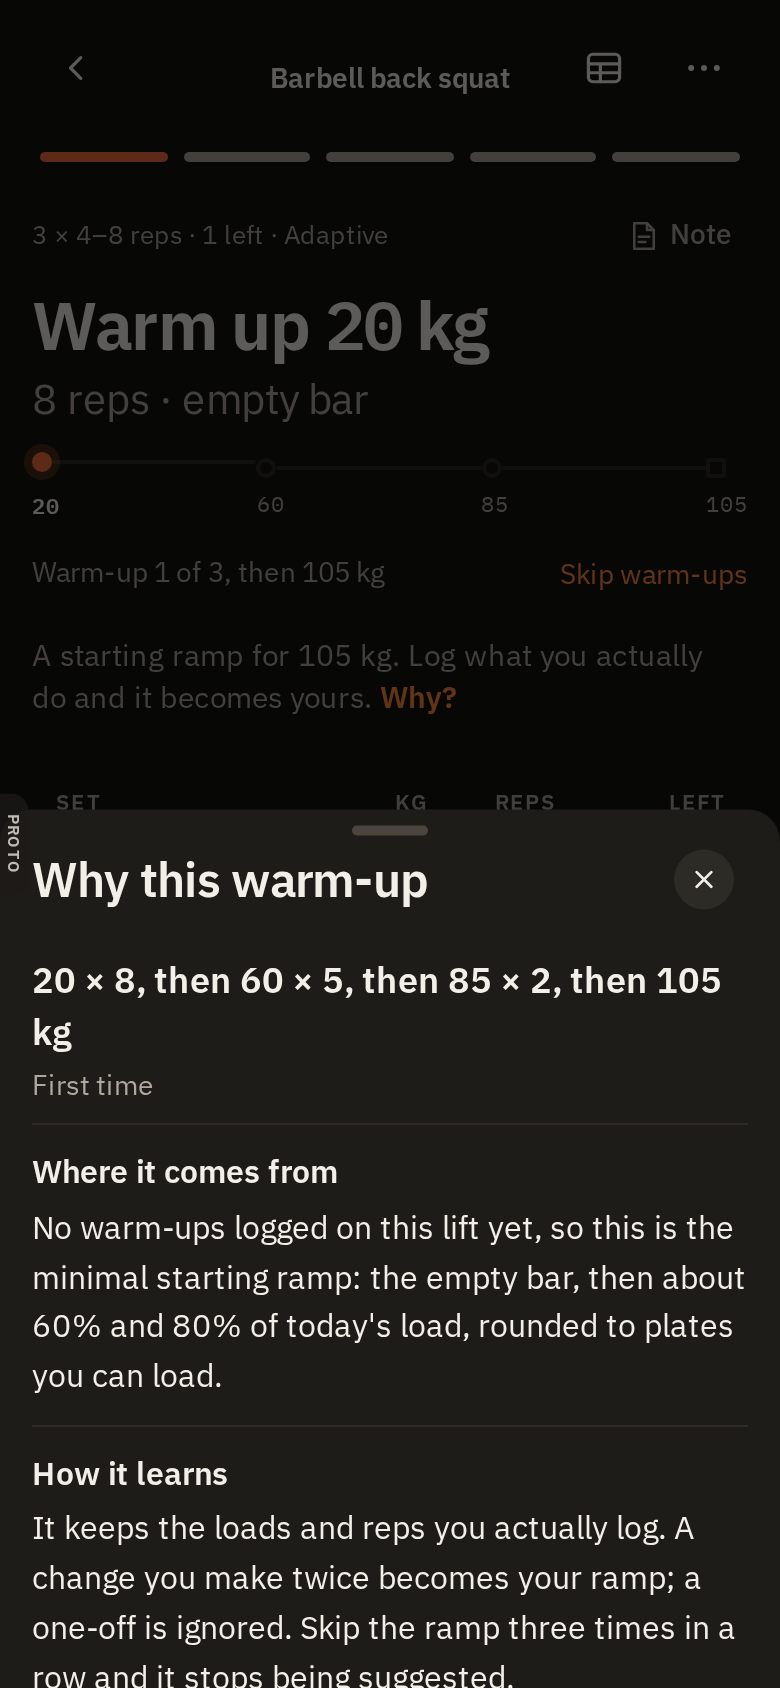 Barbell back squat
3 × 4–8 reps · 1 left · Adaptive
Note
Warm up 20 kg
8 reps · empty bar
20 60 85 105
Warm-up 1 of 3, then 105 kg
Skip warm-ups
A starting ramp for 105 kg. Log what you actually
do and it becomes yours. Why?
SET KG REPS LEFT
PROTO
Why this warm-up
20 × 8, then 60 × 5, then 85 × 2, then 105
kg
First time
Where it comes from
No warm-ups logged on this lift yet, so this is the
minimal starting ramp: the empty bar, then about
60% and 80% of today's load, rounded to plates
you can load.
How it learns
It keeps the loads and reps you actually log. A
change you make twice becomes your ramp; a
one-off is ignored. Skip the ramp three times in a
row and it stops being suggested.